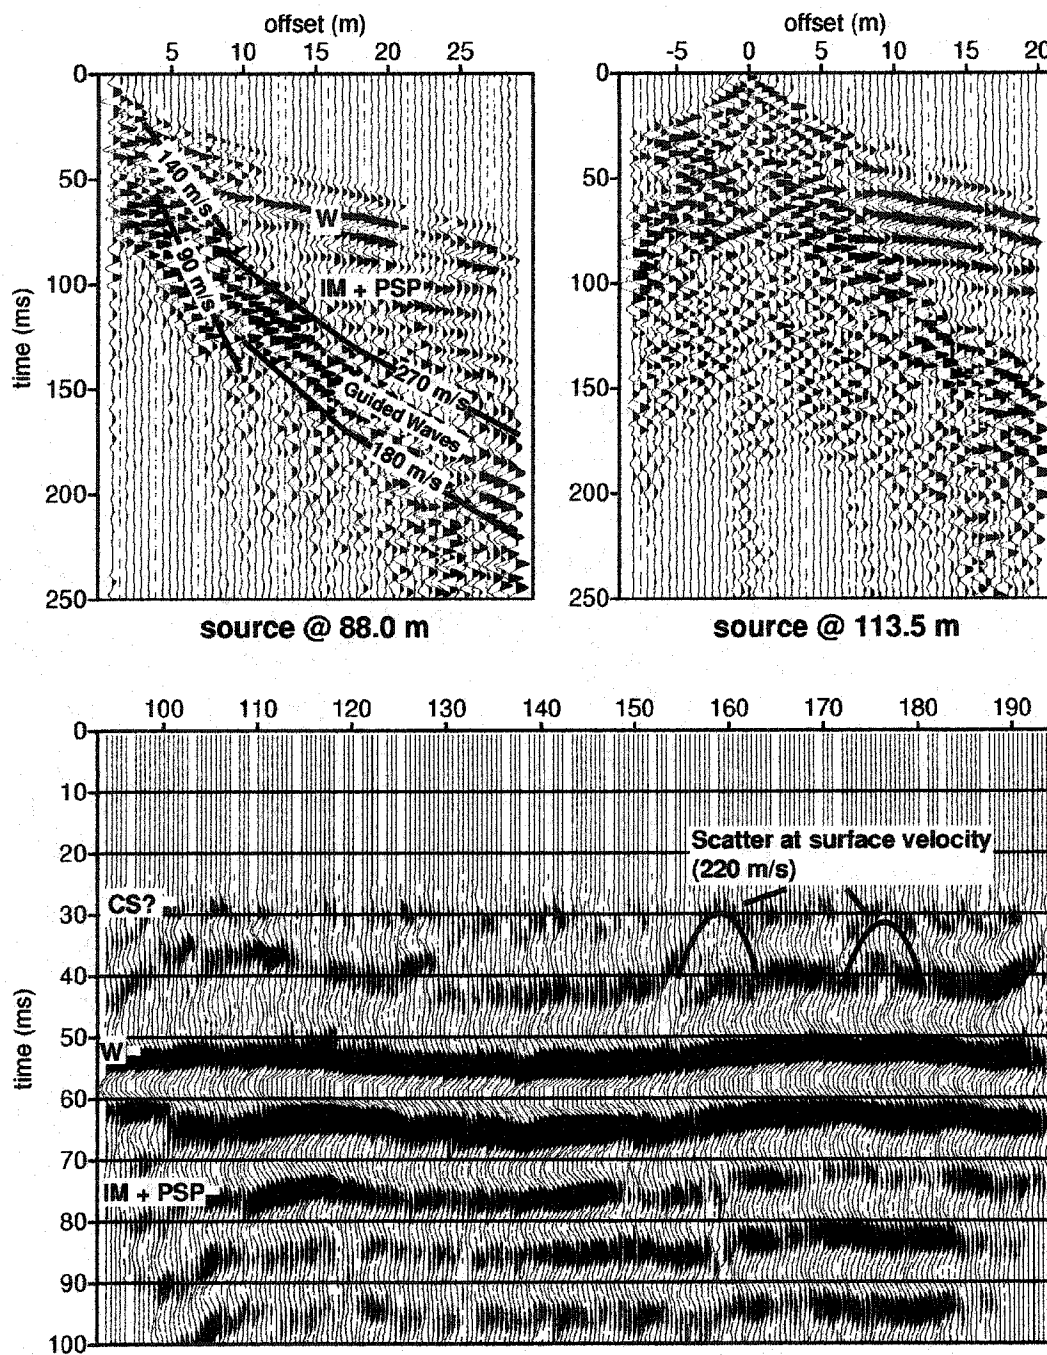 offset (m)
5 10 15 20 25
0
50
100
150
200
250
time (ms)
140 m/s
90 m/s
W
IM + PSP
270 m/s
Guided Waves
180 m/s
source @ 88.0 m
offset (m)
-5 0 5 10 15 20
0
50
100
150
200
250
source @ 113.5 m
100 110 120 130 140 150 160 170 180 190
0
10
20
30
40
50
60
70
80
90
100
time (ms)
Scatter at surface velocity
(220 m/s)
CS?
W
IM + PSP